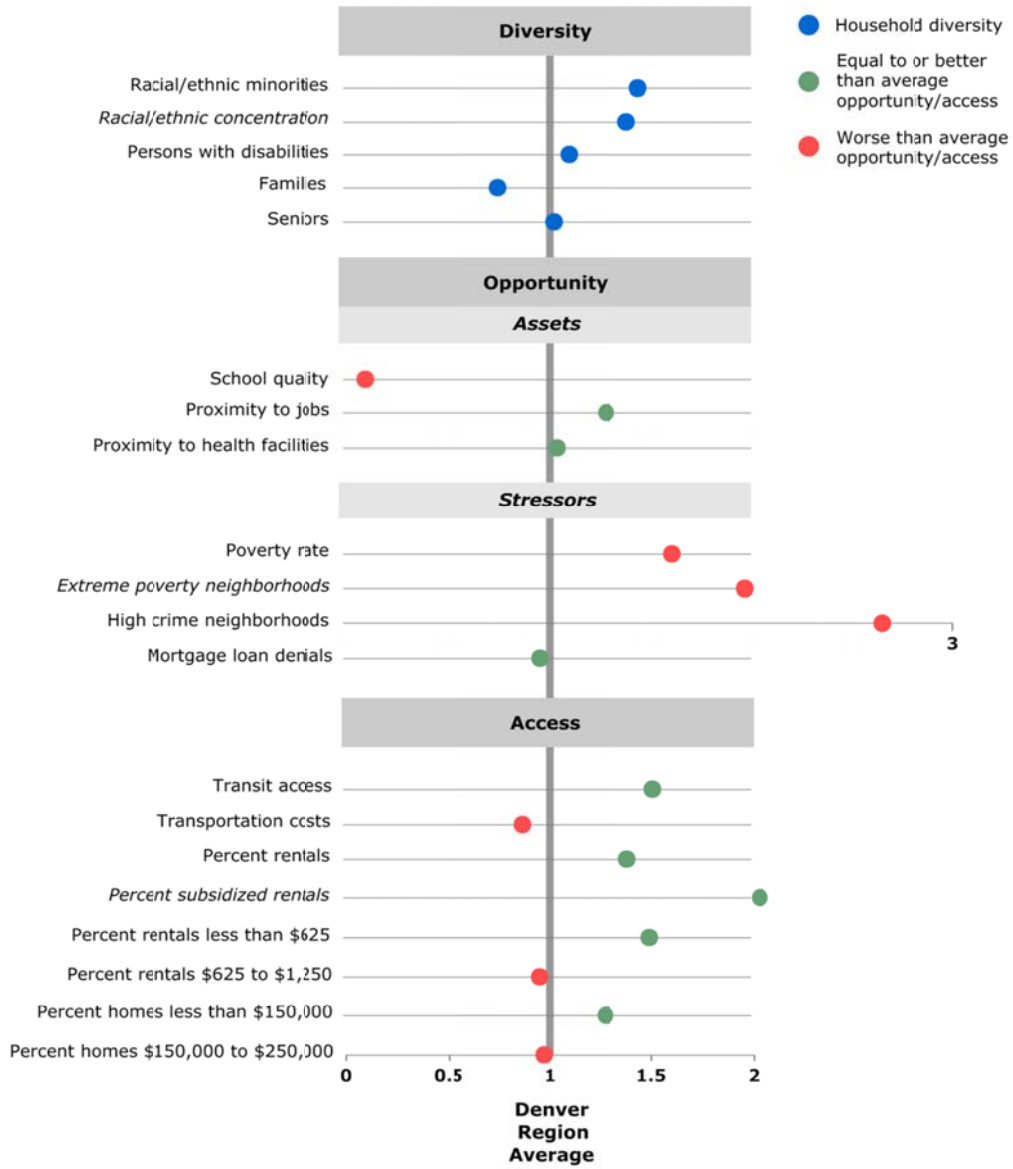 Diversity
Household diversity
Equal to or better
than average
opportunity/access
Worse than average
opportunity/access
Racial/ethnic minorities
Racial/ethnic concentration
Persons with disabilities
Families
Seniors
Opportunity
Assets
School quality
Proximity to jobs
Proximity to health facilities
Stressors
Poverty rate
Extreme poverty neighborhoods
High crime neighborhoods
3
Mortgage loan denials
Access
Transit access
Transportation costs
Percent rentals
Percent subsidized rentals
Percent rentals less than $625
Percent rentals $625 to $1,250
Percent homes less than $150,000
Percent homes $150,000 to $250,000
0 0.5 1 1.5 2
Denver
Region
Average